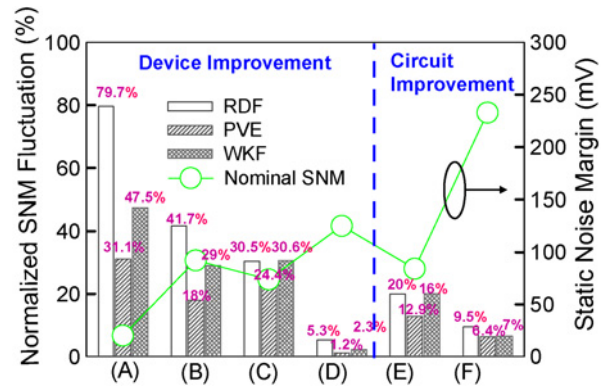 Normalized SNM Fluctuation (%)
100
80
60
40
20
0
Device Improvement
Circuit
Improvement
RDF
PVE
WKF
Nominal SNM
79.7%
31.1%
47.5%
41.7%
18%
29%
30.5%
24.4%
30.6%
5.3%
1.2%
2.3%
20%
12.9%
16%
9.5%
6.4%
7%
(A)
(B)
(C)
(D)
(E)
(F)
300
250
200
150
100
50
0
Static Noise Margin (mV)